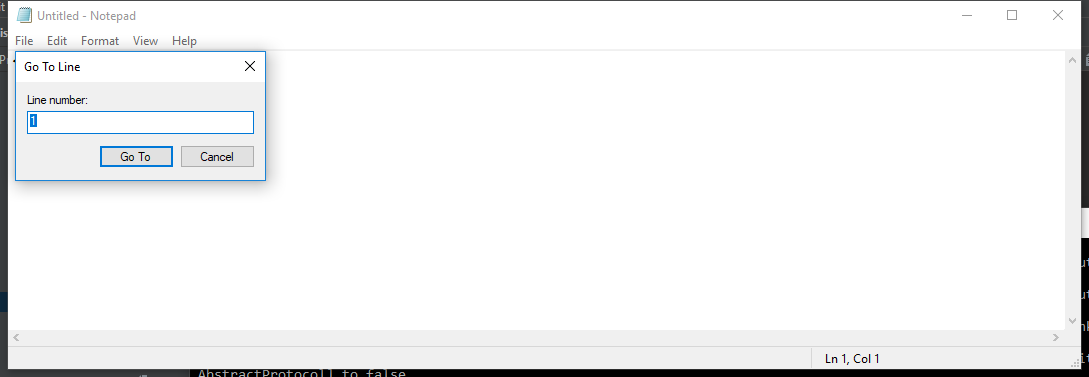 Untitled - Notepad
File Edit Format View Help
Go To Line
Line number:
1
Go To Cancel
Ln 1, Col 1
AbstractProtocol] to false